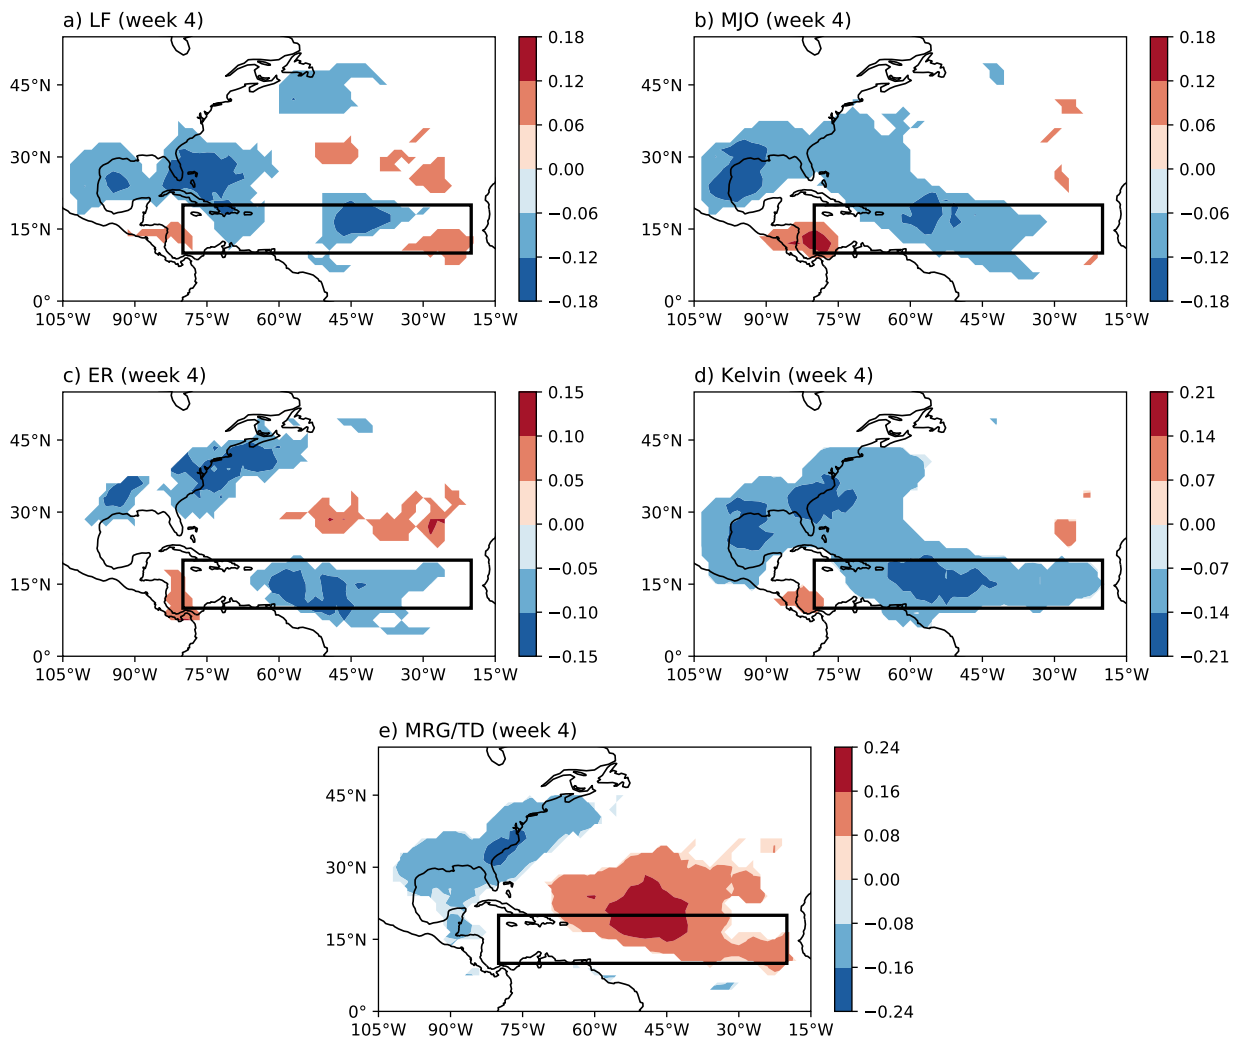 a) LF (week 4)
45°N
30°N
15°N
0°
105°W 90°W 75°W 60°W 45°W 30°W 15°W
0.18
0.12
0.06
0.00
−0.06
−0.12
−0.18
b) MJO (week 4)
45°N
30°N
15°N
0°
105°W 90°W 75°W 60°W 45°W 30°W 15°W
0.18
0.12
0.06
0.00
−0.06
−0.12
−0.18
c) ER (week 4)
45°N
30°N
15°N
0°
105°W 90°W 75°W 60°W 45°W 30°W 15°W
0.15
0.10
0.05
0.00
−0.05
−0.10
−0.15
d) Kelvin (week 4)
45°N
30°N
15°N
0°
105°W 90°W 75°W 60°W 45°W 30°W 15°W
0.21
0.14
0.07
0.00
−0.07
−0.14
−0.21
e) MRG/TD (week 4)
45°N
30°N
15°N
0°
105°W 90°W 75°W 60°W 45°W 30°W 15°W
0.24
0.16
0.08
0.00
−0.08
−0.16
−0.24